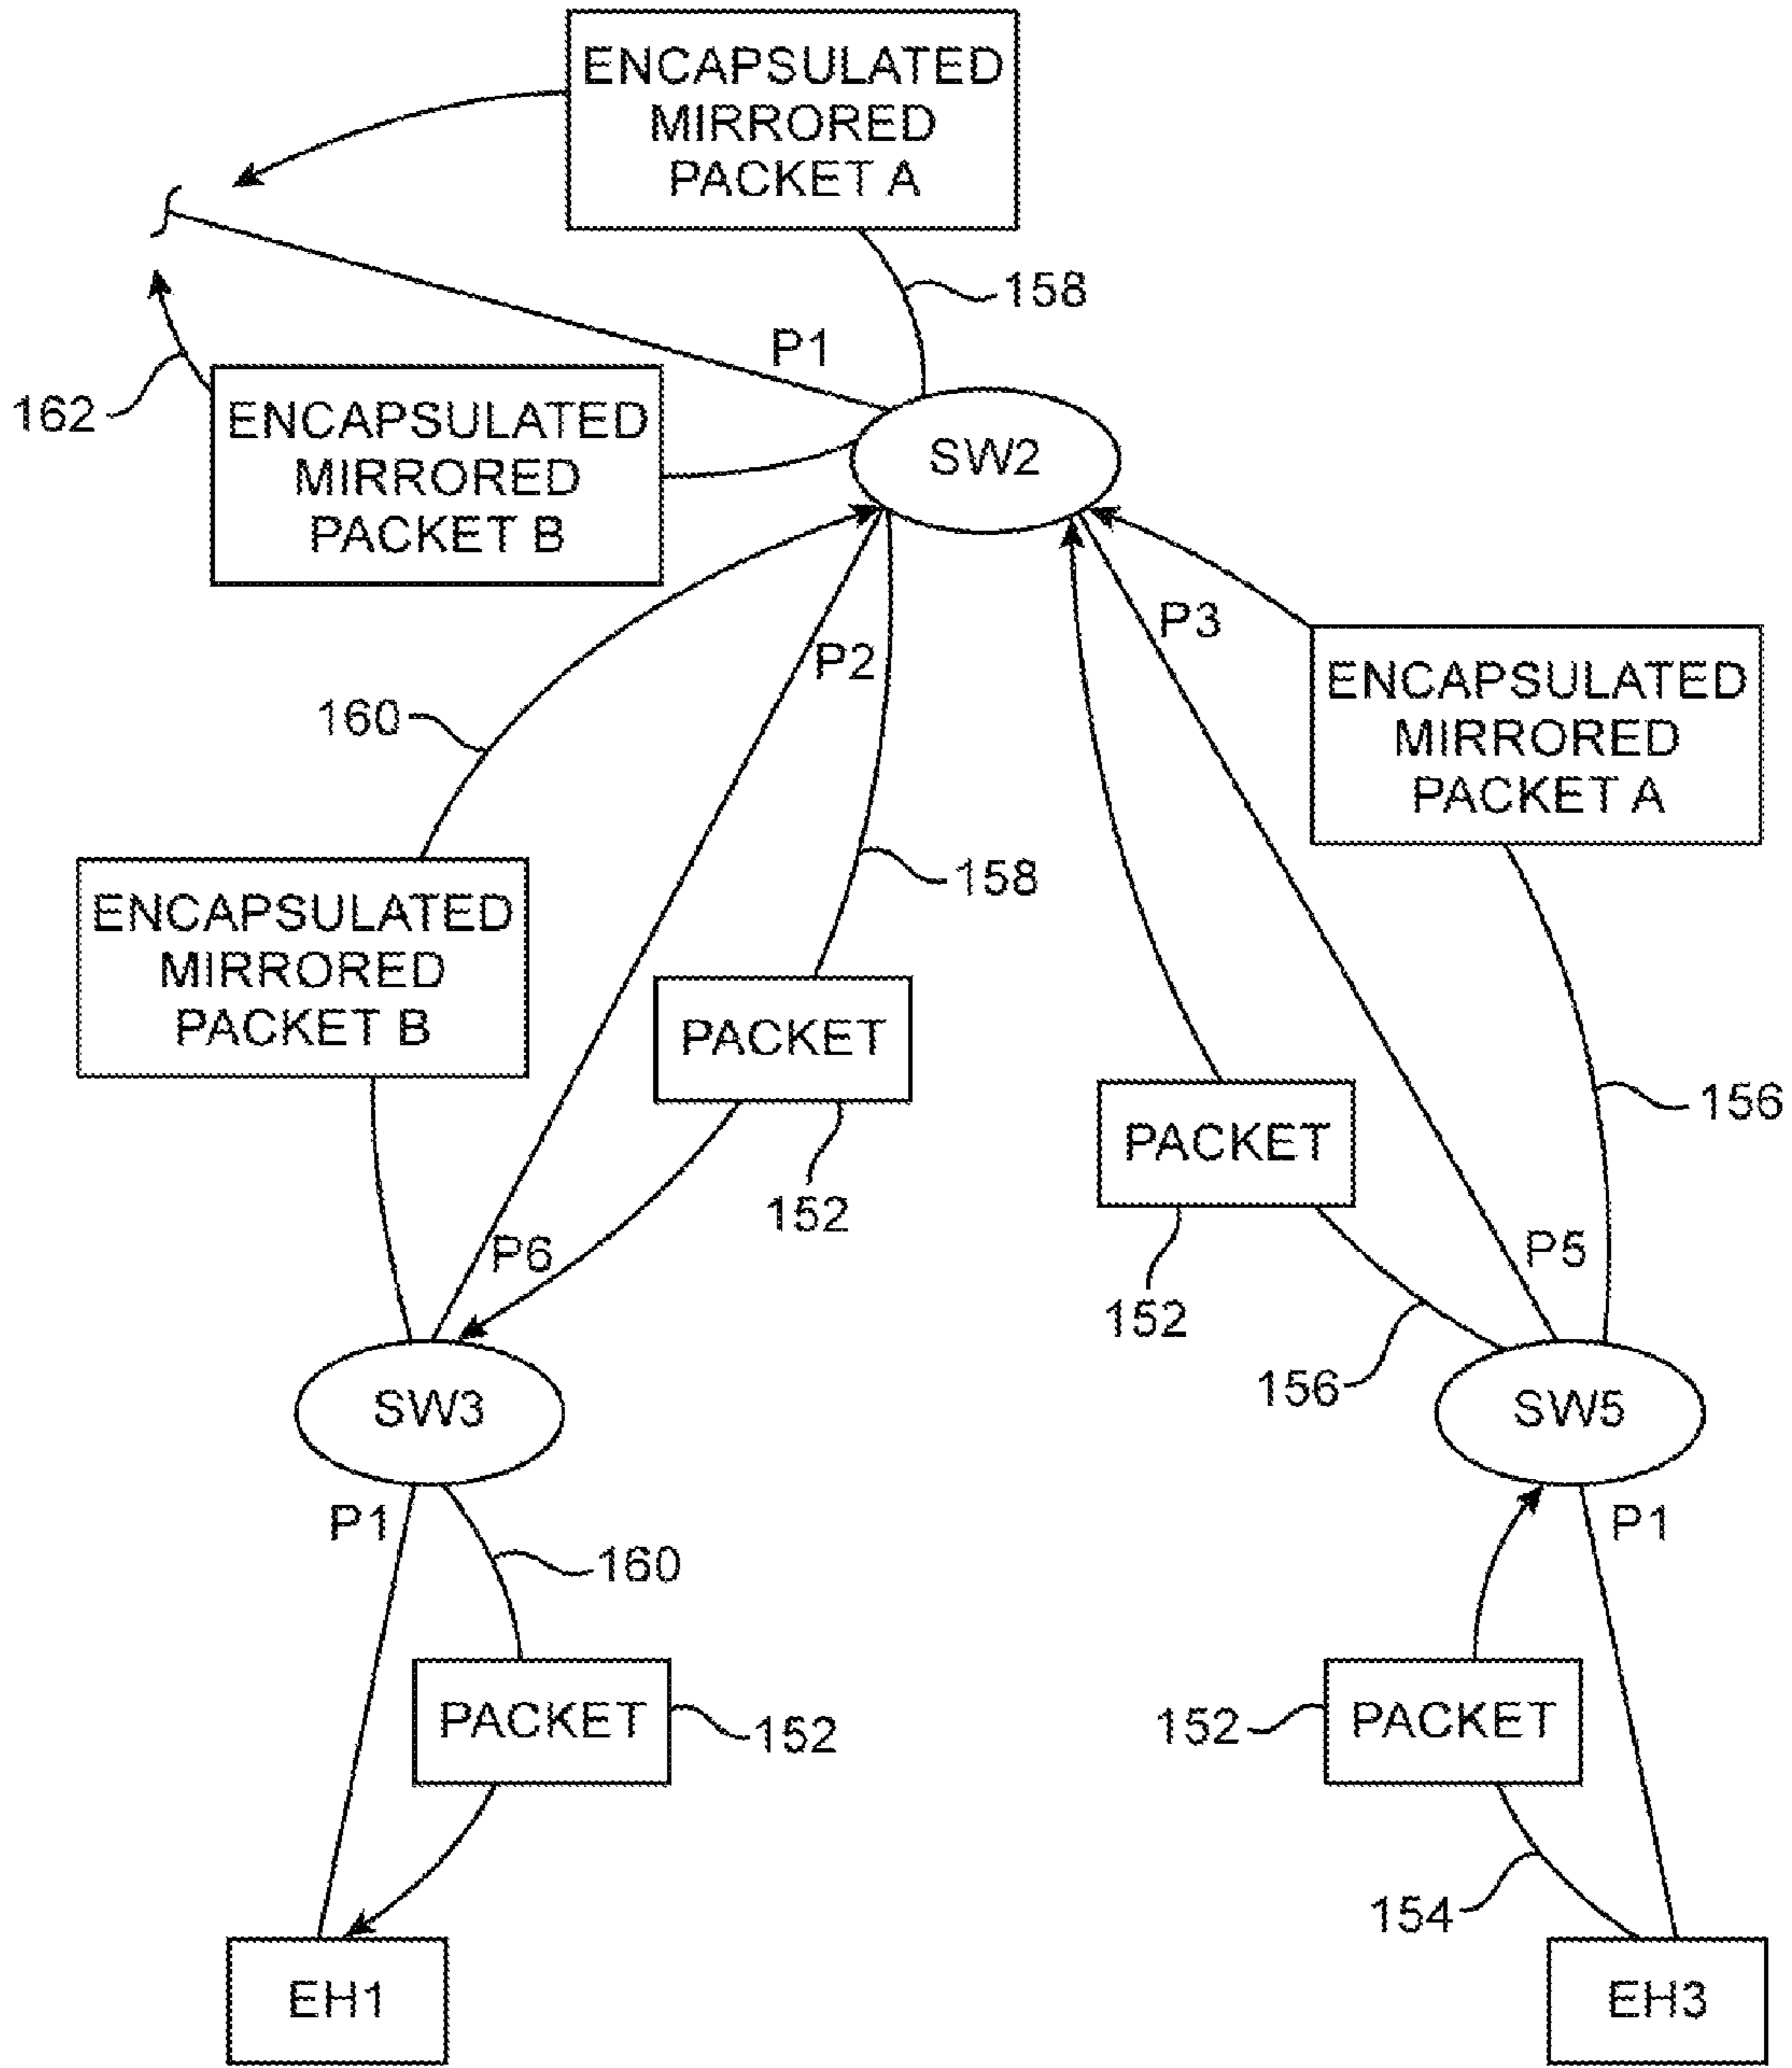 ENCAPSULATED
MIRRORED
PACKET A
158
P1
162
ENCAPSULATED
MIRRORED
PACKET B
SW2
P3
P2
ENCAPSULATED
MIRRORED
PACKET A
160
158
ENCAPSULATED
MIRRORED
PACKET B
PACKET
156
PACKET
152
P6
P5
152
156
SW3
SW5
P1
P1
160
PACKET
152
152
PACKET
154
EH1
EH3